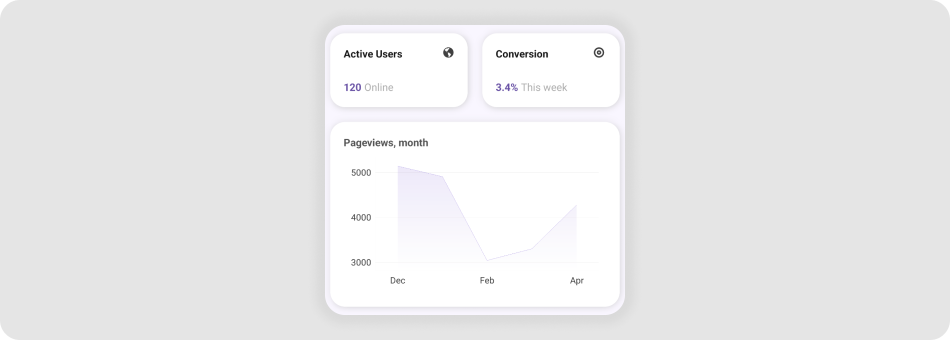 Active Users
120 Online
Conversion
3.4% This week
Pageviews, month
5000
4000
3000
Dec
Feb
Apr